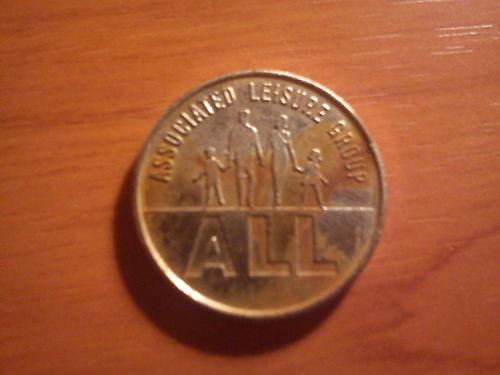 ASSOCIATED LEISURE GROUP
ALL